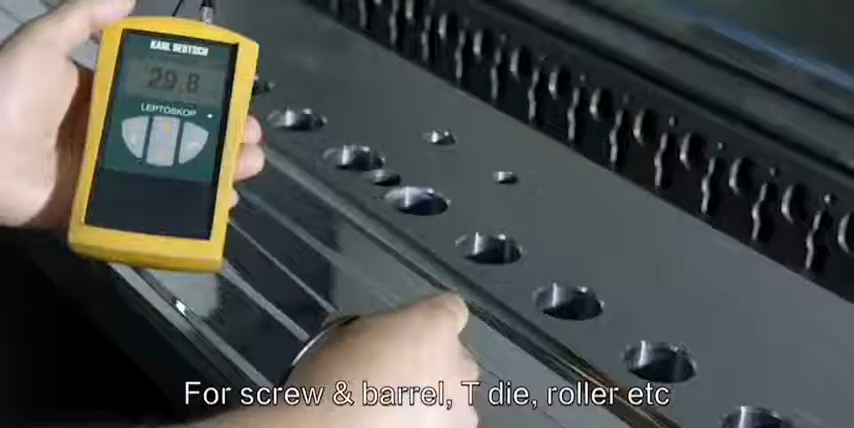 KARL DEUTSCH
29.8
LEPTOSKOP
For screw & barrel, T die, roller etc